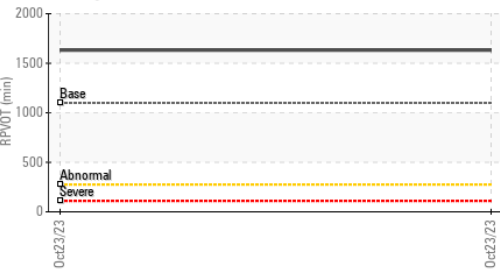 2000
1500
1000
500
0
RPVOT (min)
Base
Abnormal
Severe
Oct23/23
Oct23/23